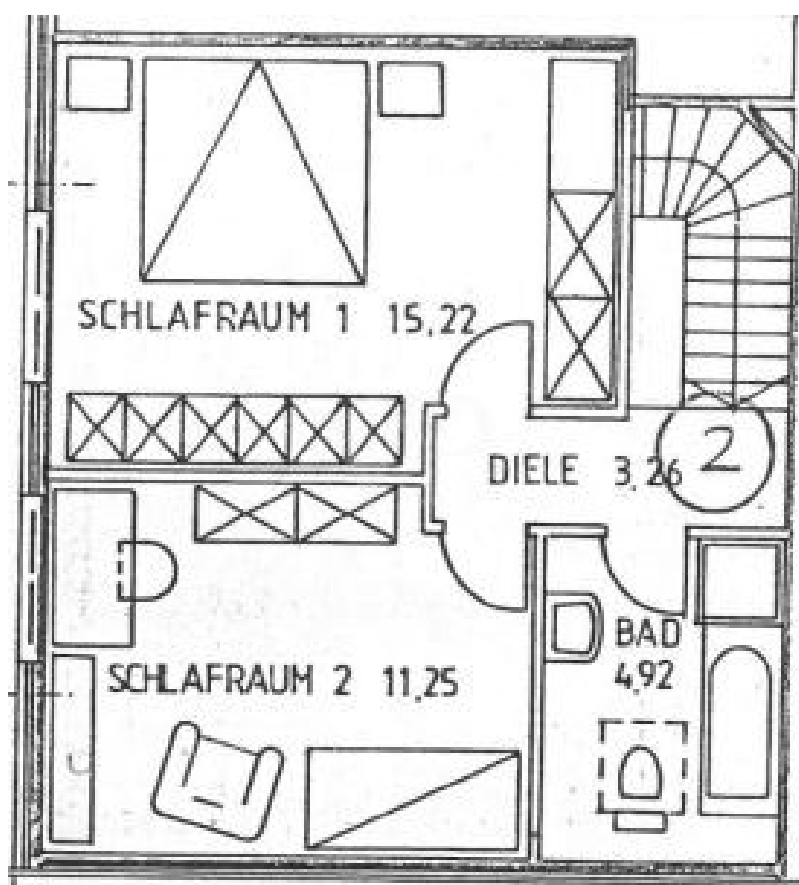 SCHLAFRAUM 1 15,22
DIELE 3,26
2
BAD
4,92
SCHLAFRAUM 2 11,25